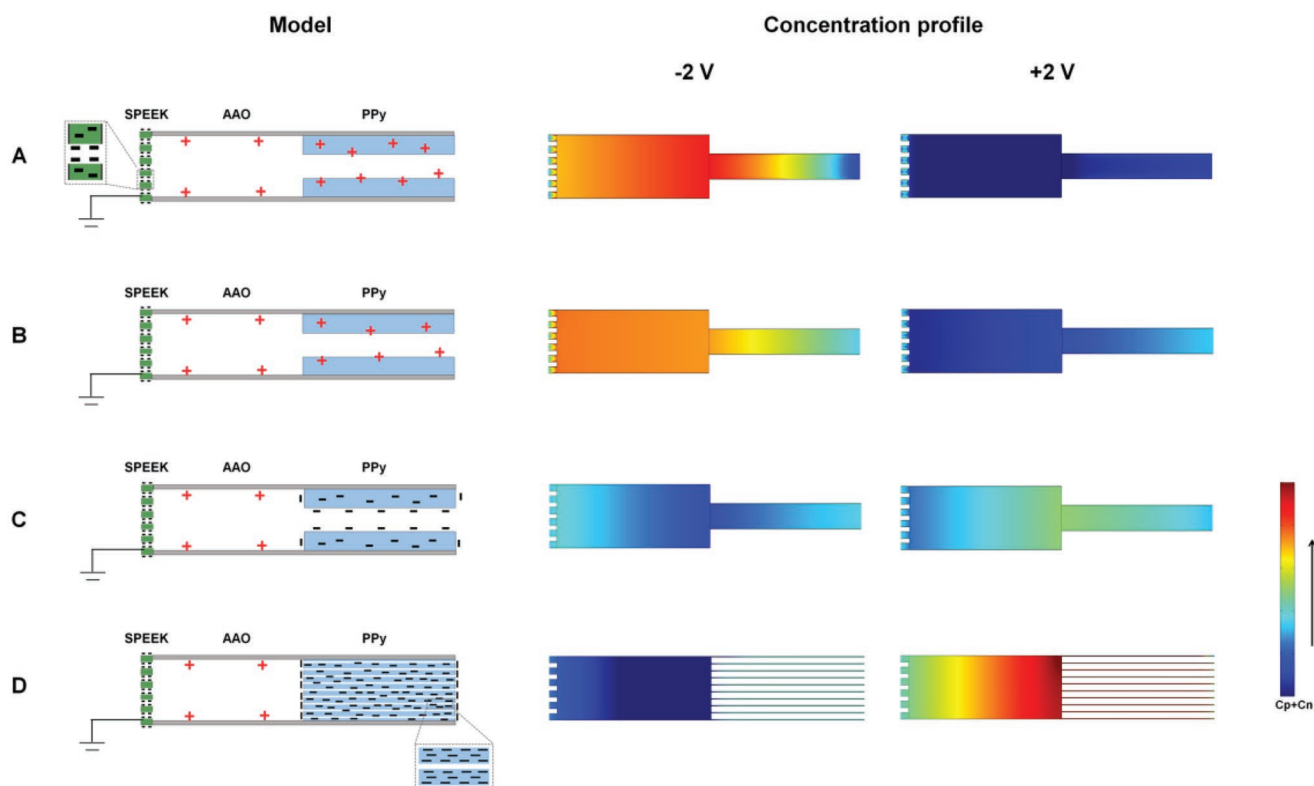 Model Concentration profile
-2 V +2 V
SPEEK AAO PPy
A
SPEEK AAO PPy
B
SPEEK AAO PPy
C
SPEEK AAO PPy
D
Cp+Cn